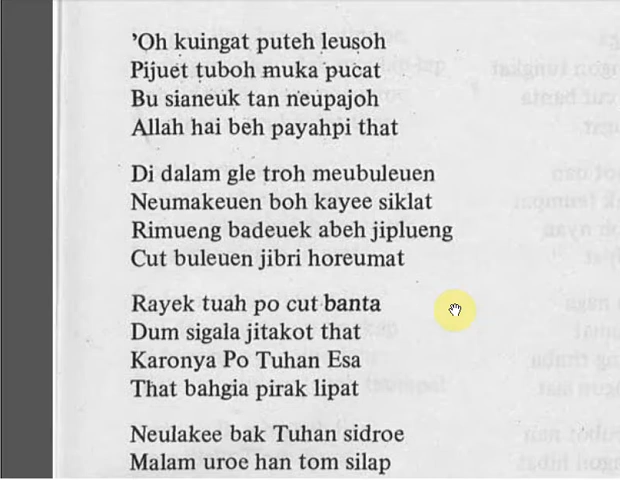 ’Oh kuingat puteh leusoh
Pijuet tuboh muka pucat
Bu sianeuk tan neupajoh
Allah hai beh payahpi that
Di dalam gle troh meubuleuen
Neumakeuen boh kayee siklat
Rimueng badeuek abeh jiplueng
Cut buleuen jibri horeumat
Rayek tuah po cut banta
Dum sigala jitakot that
Karonya Po Tuhan Esa
That bahgia pirak lipat
Neulakee bak Tuhan sidroe
Malam uroe han tom silap